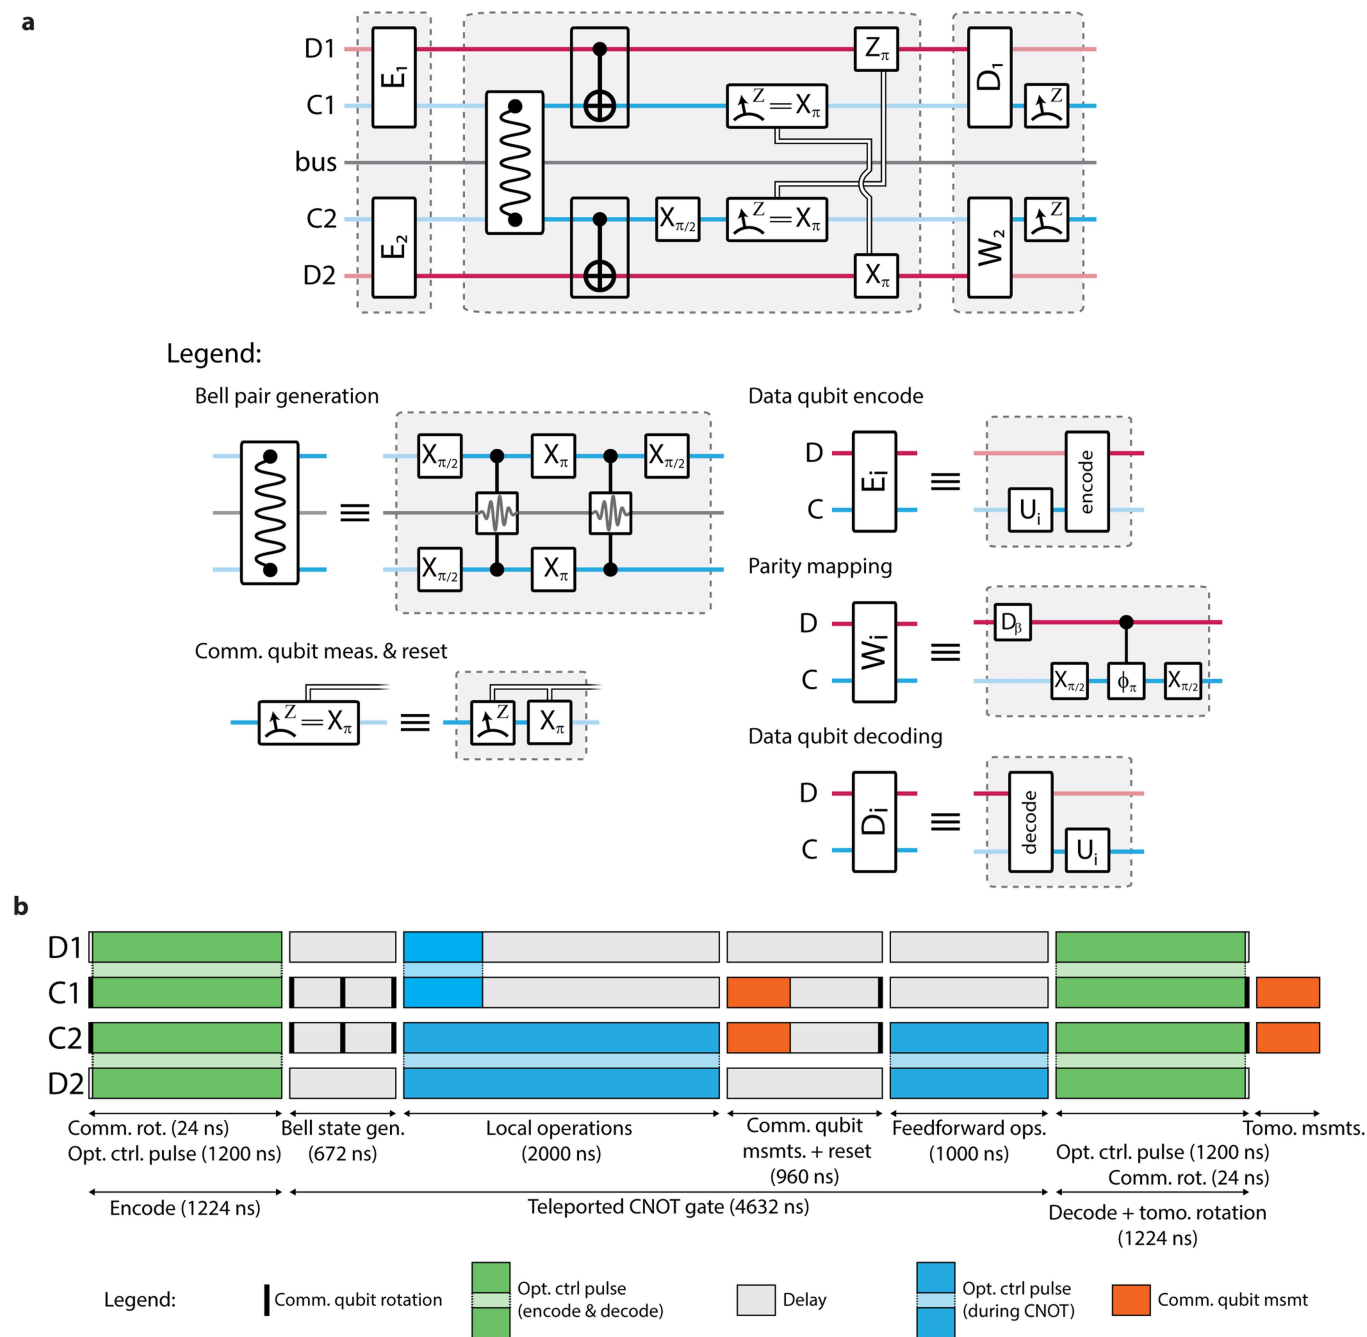 a
D1
E1
Zπ
D1
C1
Z = Xπ
Z
bus
C2
E2
Xπ/2
Z = Xπ
W2
Z
D2
Xπ
Legend:
Bell pair generation
Xπ/2
Xπ
Xπ/2
Xπ/2
Xπ
Data qubit encode
D
C
Ei
Ui
encode
Parity mapping
D
C
Wi
Dβ
Xπ/2
ϕπ
Xπ/2
Comm. qubit meas. & reset
Z = Xπ
Z
Xπ
Data qubit decoding
D
C
Di
decode
Ui
b
D1
C1
C2
D2
Comm. rot. (24 ns)
Opt. ctrl. pulse (1200 ns)
Bell state gen.
(672 ns)
Local operations
(2000 ns)
Comm. qubit
msmts. + reset
(960 ns)
Feedforward ops.
(1000 ns)
Opt. ctrl. pulse (1200 ns)
Comm. rot. (24 ns)
Tomo. msmts.
Encode (1224 ns)
Teleported CNOT gate (4632 ns)
Decode + tomo. rotation
(1224 ns)
Legend:
Comm. qubit rotation
Opt. ctrl pulse
(encode & decode)
Delay
Opt. ctrl pulse
(during CNOT)
Comm. qubit msmt